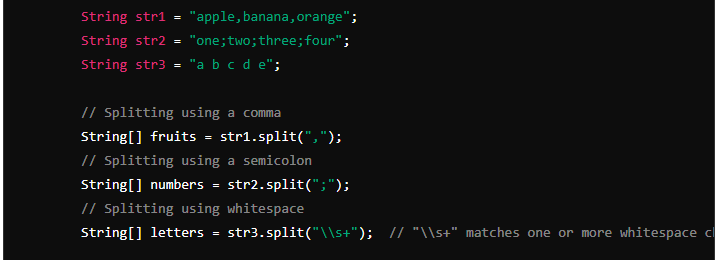 String str1 = "apple,banana,orange";
String str2 = "one;two;three;four";
String str3 = "a b c d e";
// Splitting using a comma
String[] fruits = str1.split(",");
// Splitting using a semicolon
String[] numbers = str2.split(";");
// Splitting using whitespace
String[] letters = str3.split("\\s+");  // "\\s+" matches one or more whitespace